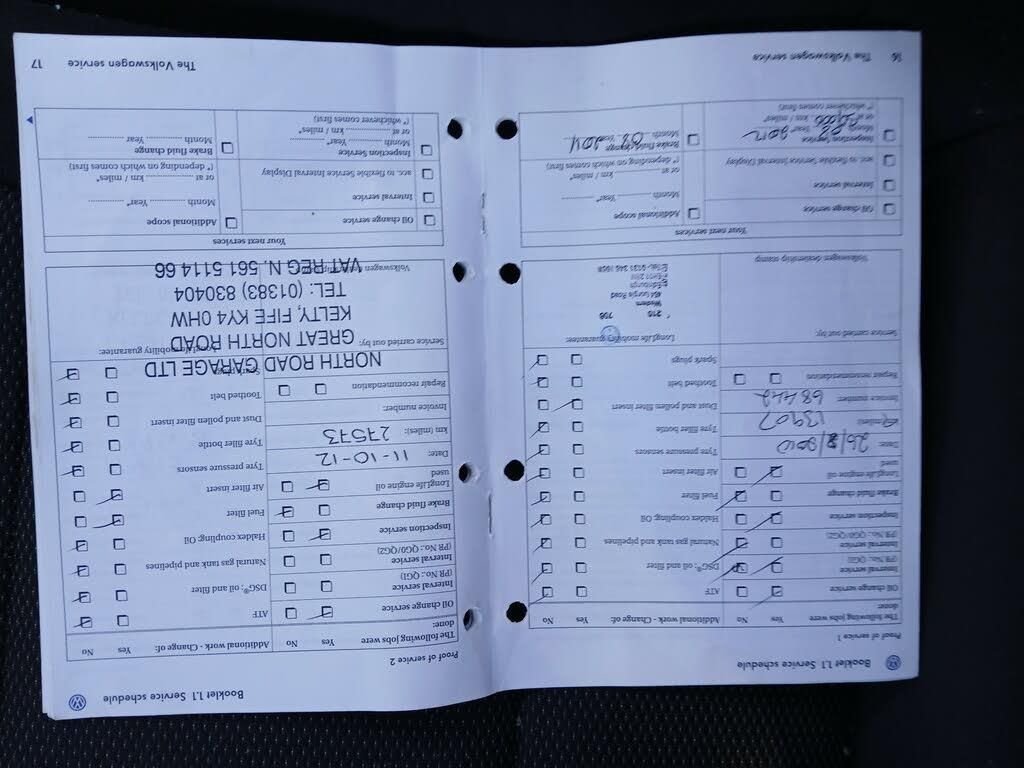 Booklet 1.1 Service schedule
Proof of service 1
The following jobs were done:
Yes No
Additional work - Change of:
Yes No
Oil change service
ATF
Interval service
(PR No.: QG1)
DSG®; oil and filter
Interval service
(PR No.: QG0/QG2)
Natural gas tank and pipelines
Inspection service
Haldex coupling; Oil
Brake fluid change
Fuel filter
LongLife engine oil used
Air filter insert
Tyre pressure sensors
Date:
Tyre filler bottle
13907
Dust and pollen filter insert
Invoice number: 68442
Toothed belt
Repair recommendation
Spark plugs
Service carried out by:
LongLife mobility guarantee:
Volkswagen dealership stamp
210 708
Western
454 Gorgie Road
Edinburgh
Your next services
Oil change service
Additional scope
Interval service
Month
acc. to flexible Service Interval Display
or at km / miles*
(* depending on which comes first)
Inspection service
Month 08 Year* 2012
or at km / miles*
(* whichever comes first)
Brake fluid change
Month 08 Year 2011
16 The Volkswagen service
Booklet 1.1 Service schedule
Proof of service 2
The following jobs were done:
Yes No
Additional work - Change of:
Yes No
Oil change service
ATF
Interval service
(PR No.: QG1)
DSG®; oil and filter
Interval service
(PR No.: QG0/QG2)
Natural gas tank and pipelines
Inspection service
Haldex coupling; Oil
Brake fluid change
Fuel filter
LongLife engine oil used
Air filter insert
Tyre pressure sensors
Date: 11-10-12
Tyre filler bottle
km (miles): 27573
Dust and pollen filter insert
Invoice number:
Toothed belt
Repair recommendation
Spark plugs
Service carried out by:
LongLife mobility guarantee:
NORTH ROAD GARAGE LTD
GREAT NORTH ROAD
KELTY, FIFE KY4 0HW
TEL: (01383) 830404
VAT REG N. 561 5114 66
Volkswagen dealership stamp
Your next services
Oil change service
Additional scope
Interval service
Month Year*
acc. to flexible Service Interval Display
or at km / miles*
(* depending on which comes first)
Inspection service
Month Year*
or at km / miles*
(* whichever comes first)
Brake fluid change
Month Year
The Volkswagen service 17